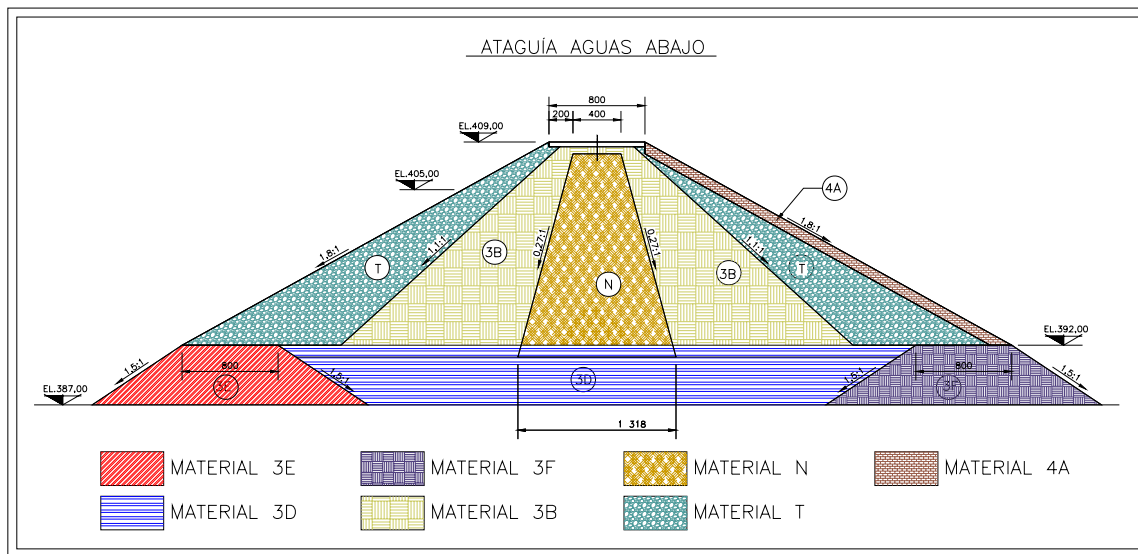 ATAGUÍA AGUAS ABAJO
800
200 400
EL.409,00
EL.405,00
4A
1,8:1
1,8:1
1,1:1
3B
0,27:1
0,27:1
1,1:1
T
N
3B
T
EL.392,00
EL.387,00
1,5:1
800
3E
1,5:1
3D
1,5:1
800
3F
1,5:1
1 318
MATERIAL 3E
MATERIAL 3F
MATERIAL N
MATERIAL 4A
MATERIAL 3D
MATERIAL 3B
MATERIAL T